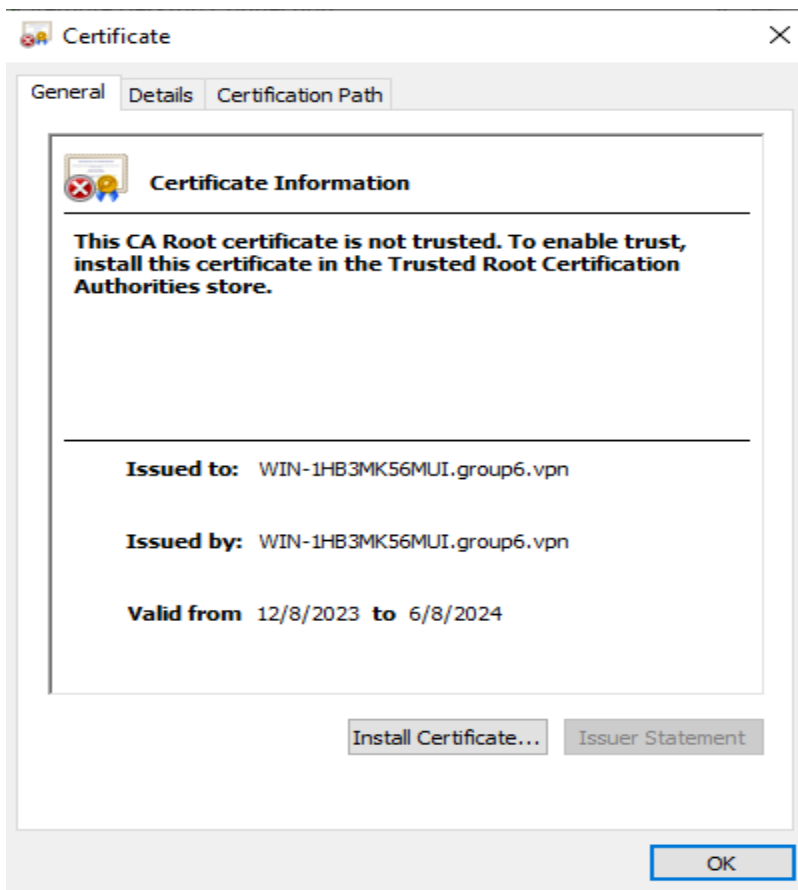 Certificate
General Details Certification Path
Certificate Information
This CA Root certificate is not trusted. To enable trust,
install this certificate in the Trusted Root Certification
Authorities store.
Issued to: WIN-1HB3MK56MUI.group6.vpn
Issued by: WIN-1HB3MK56MUI.group6.vpn
Valid from 12/8/2023 to 6/8/2024
Install Certificate... Issuer Statement
OK